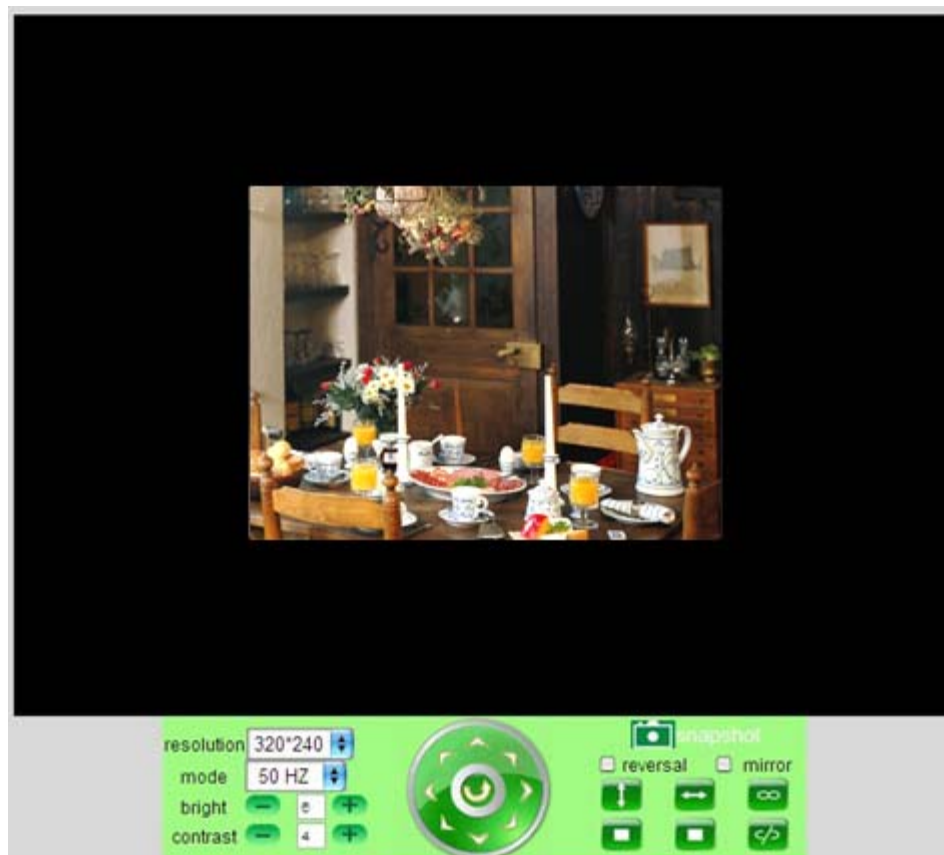 resolution 320*240
mode 50 HZ
bright
contrast 4
snapshot
reversal mirror